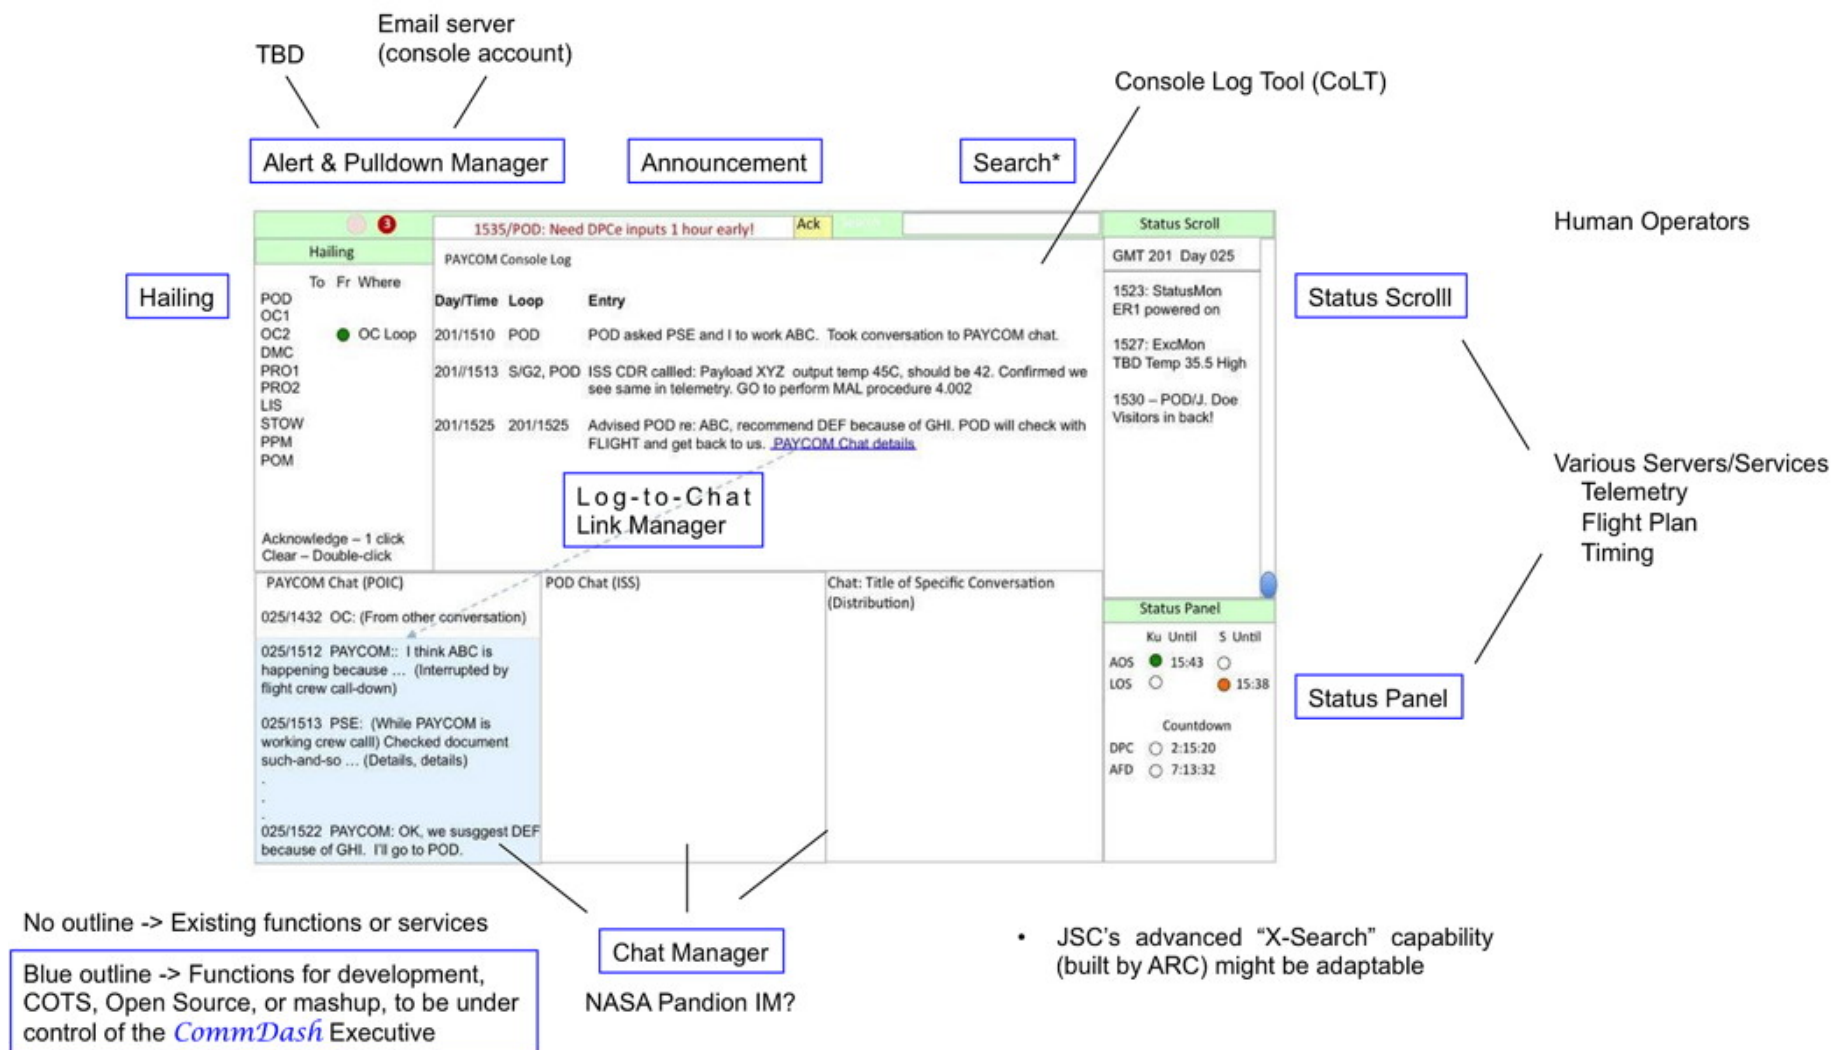 Email server
(console account)
TBD
Console Log Tool (CoLT)
Alert & Pulldown Manager
Announcement
Search*
3
1535/POD: Need DPCe inputs 1 hour early!
Ack
Status Scroll
Human Operators
Hailing
Hailing
To Fr Where
POD
OC1
OC2 OC Loop
DMC
PRO1
PRO2
LIS
STOW
PPM
POM
Acknowledge – 1 click
Clear – Double-click
PAYCOM Console Log
Day/Time Loop Entry
201/1510 POD POD asked PSE and I to work ABC. Took conversation to PAYCOM chat.
201//1513 S/G2, POD ISS CDR callled: Payload XYZ output temp 45C, should be 42. Confirmed we
see same in telemetry. GO to perform MAL procedure 4.002
201/1525 201/1525 Advised POD re: ABC, recommend DEF because of GHI. POD will check with
FLIGHT and get back to us. PAYCOM Chat details
Log-to-Chat
Link Manager
GMT 201 Day 025
1523: StatusMon
ER1 powered on
1527: ExcMon
TBD Temp 35.5 High
1530 – POD/J. Doe
Visitors in back!
Status Scrolll
Various Servers/Services
Telemetry
Flight Plan
Timing
PAYCOM Chat (POIC)
025/1432 OC: (From other conversation)
025/1512 PAYCOM:: I think ABC is
happening because ... (Interrupted by
flight crew call-down)
025/1513 PSE: (While PAYCOM is
working crew calll) Checked document
such-and-so ... (Details, details)
.
.
.
025/1522 PAYCOM: OK, we susggest DEF
because of GHI. I'll go to POD.
POD Chat (ISS)
Chat: Title of Specific Conversation
(Distribution)
Status Panel
Ku Until S Until
AOS 15:43
LOS 15:38
Countdown
DPC 2:15:20
AFD 7:13:32
Status Panel
No outline -> Existing functions or services
Blue outline -> Functions for development,
COTS, Open Source, or mashup, to be under
control of the CommDash Executive
Chat Manager
NASA Pandion IM?
• JSC's advanced “X-Search” capability
(built by ARC) might be adaptable